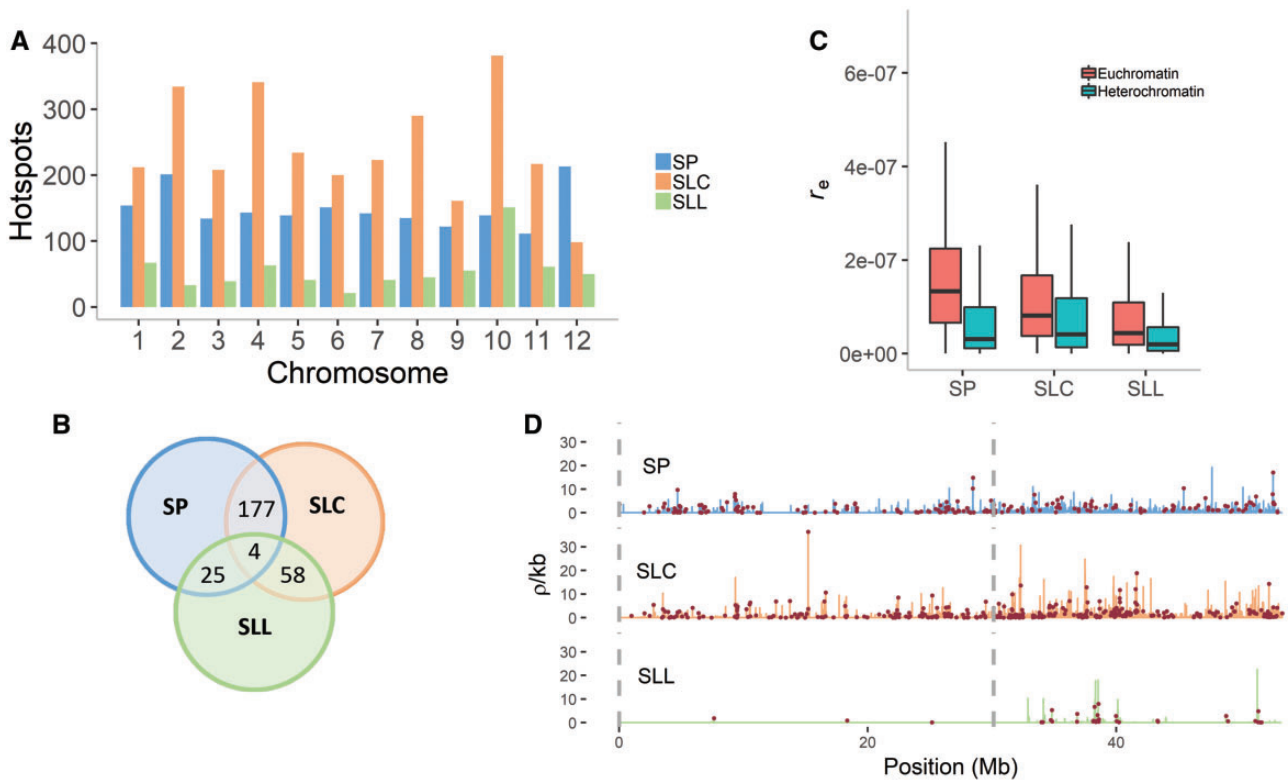 A
400
300
200
100
0
Hotspots
1 2 3 4 5 6 7 8 9 10 11 12
Chromosome
SP
SLC
SLL
C
6e-07
4e-07
2e-07
0e+00
re
Euchromatin
Heterochromatin
SP SLC SLL
B
SP
SLC
177
4
25
58
SLL
D
30
20
10
0
SP
30
20
10
0
SLC
ρ/kb
30
20
10
0
SLL
0 20 40
Position (Mb)